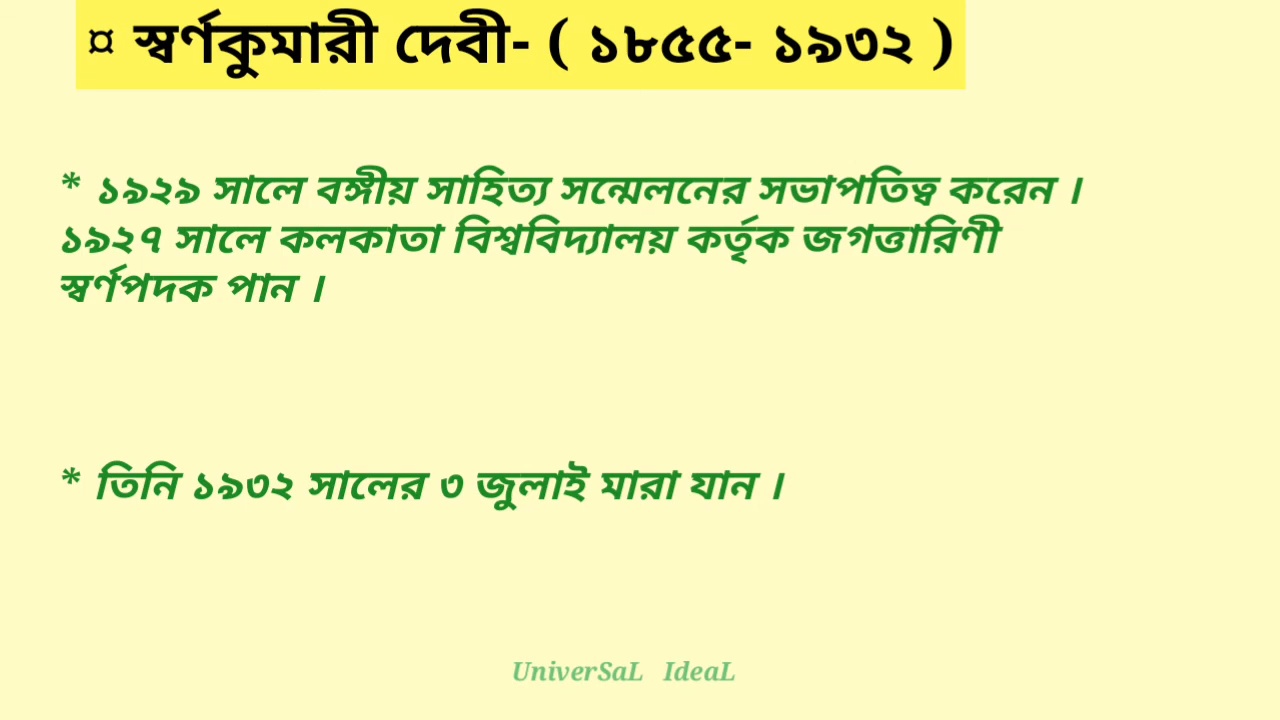 ¤ স্বর্ণকুমারী দেবী- ( ১৮৫৫- ১৯৩২ )
* ১৯২৯ সালে বঙ্গীয় সাহিত্য সন্মেলনের সভাপতিত্ব করেন ।
১৯২৭ সালে কলকাতা বিশ্ববিদ্যালয় কর্তৃক জগত্তারিণী
স্বর্ণপদক পান ।
* তিনি ১৯৩২ সালের ৩ জুলাই মারা যান ।
UniverSaL IdeaL